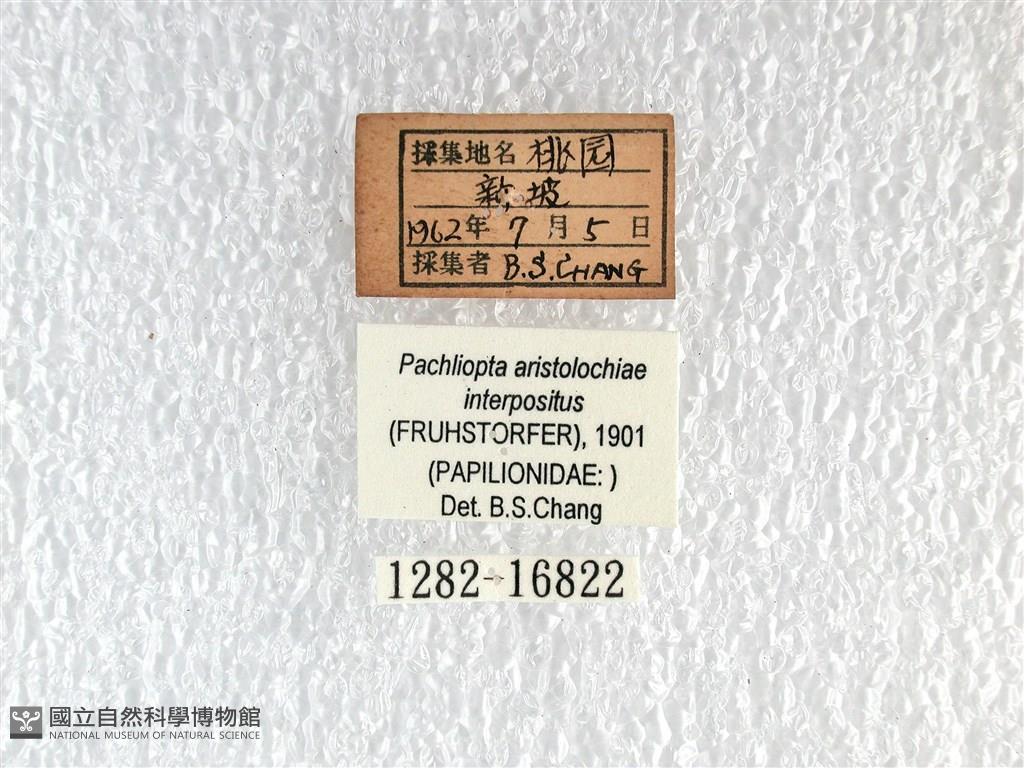 採集地名 桃园
新坡
1962年 7 月 5 日
採集者 B.S.CHANG
Pachliopta aristolochiae
interpositus
(FRUHSTORFER), 1901
(PAPILIONIDAE: )
Det. B.S.Chang
1282-16822
國立自然科學博物館
NATIONAL MUSEUM OF NATURAL SCIENCE